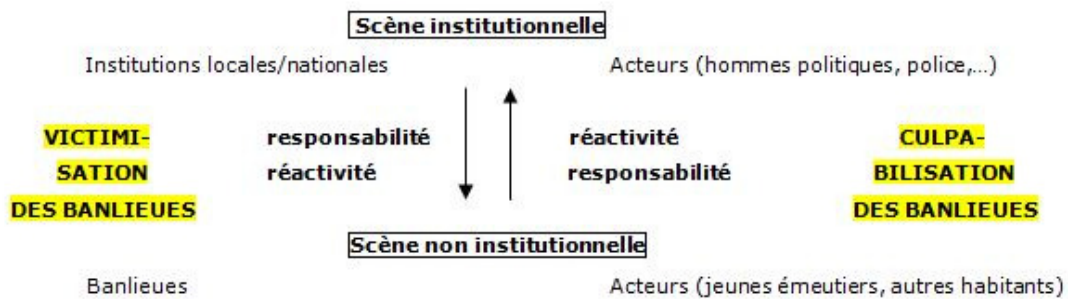 Scène institutionnelle
Institutions locales/nationales Acteurs (hommes politiques, police,...)
VICTIMI- responsabilité réactivité CULPA-
SATION réactivité responsabilité BILISATION
DES BANLIEUES DES BANLIEUES
Scène non institutionnelle
Banlieues Acteurs (jeunes émeutiers, autres habitants)